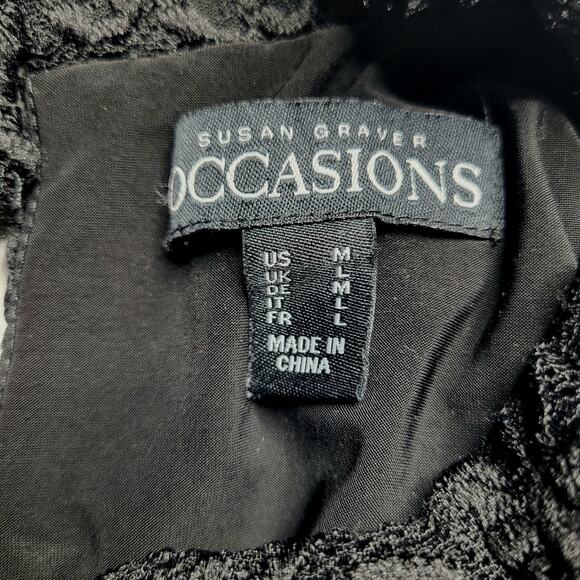 SUSAN GRAVER
OCCASIONS
US M
UK L
DE M
IT L
FR L
MADE IN
CHINA